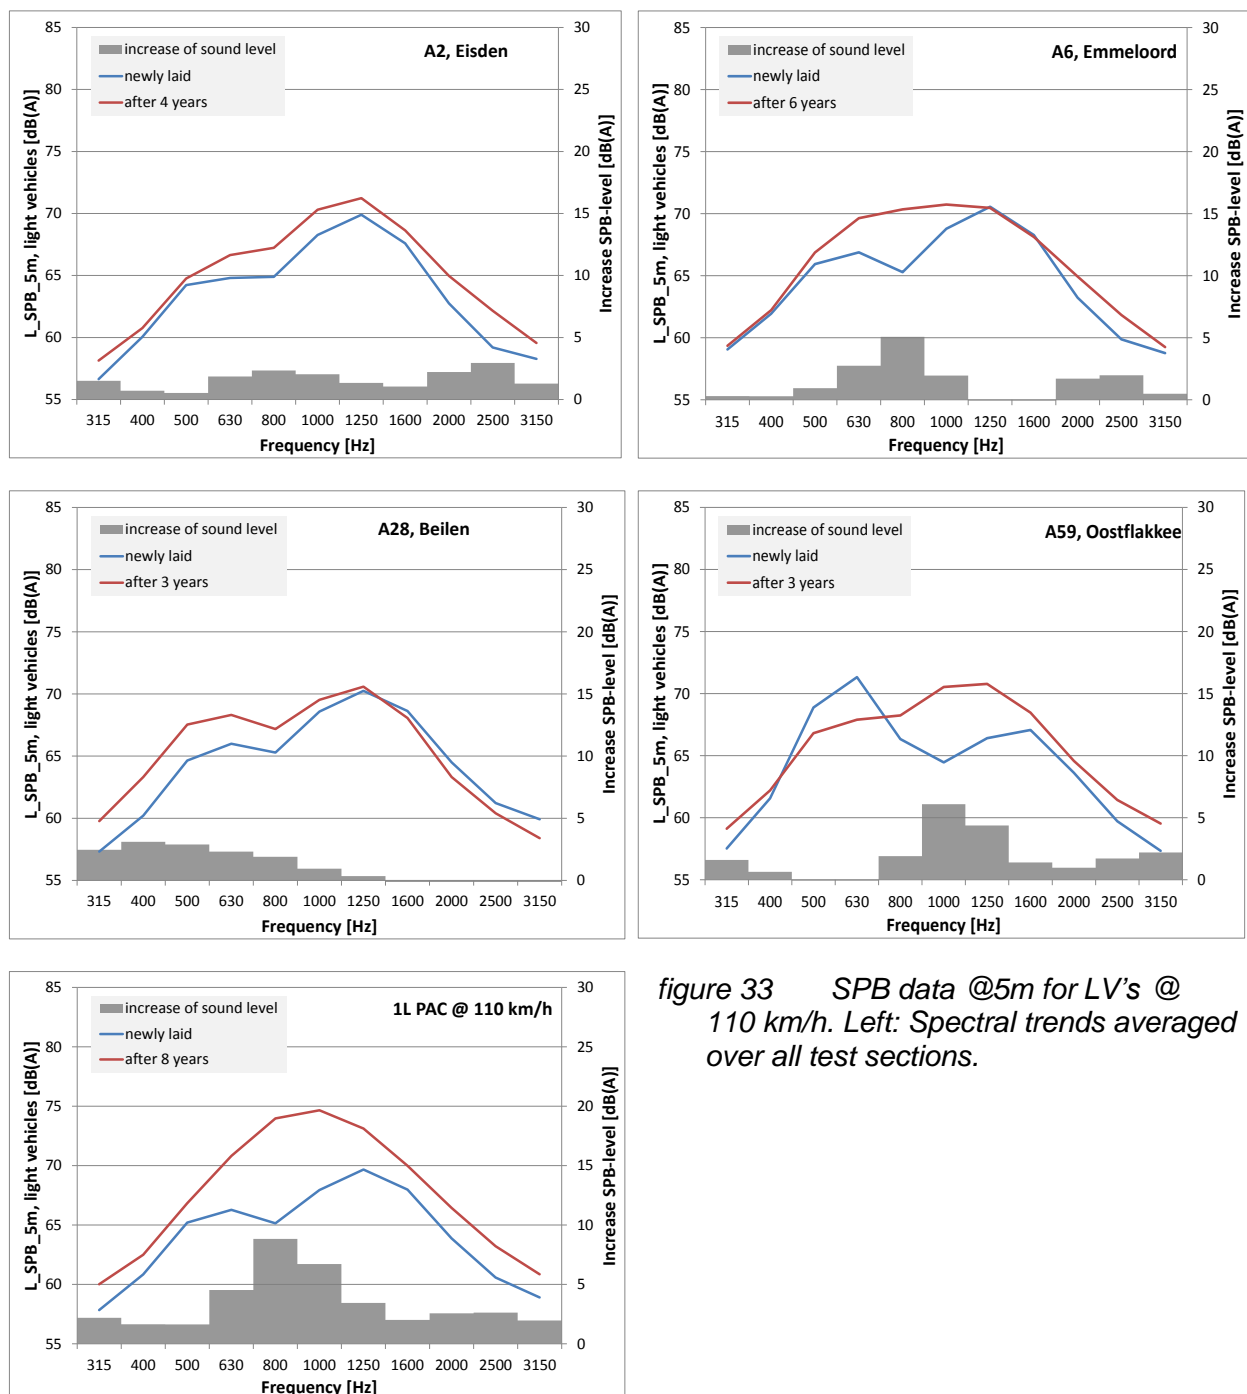 A2, Eisden
increase of sound level
newly laid
after 4 years
L_SPB_5m, light vehicles [dB(A)]
85
80
75
70
65
60
55
Increase SPB-level [dB(A)]
30
25
20
15
10
5
0
315 400 500 630 800 1000 1250 1600 2000 2500 3150
Frequency [Hz]
A6, Emmeloord
increase of sound level
newly laid
after 6 years
L_SPB_5m, light vehicles [dB(A)]
85
80
75
70
65
60
55
Increase SPB-level [dB(A)]
30
25
20
15
10
5
0
315 400 500 630 800 1000 1250 1600 2000 2500 3150
Frequency [Hz]
A28, Beilen
increase of sound level
newly laid
after 3 years
L_SPB_5m, light vehicles [dB(A)]
85
80
75
70
65
60
55
Increase SPB-level [dB(A)]
30
25
20
15
10
5
0
315 400 500 630 800 1000 1250 1600 2000 2500 3150
Frequency [Hz]
A59, Oostflakkee
increase of sound level
newly laid
after 3 years
L_SPB_5m, light vehicles [dB(A)]
85
80
75
70
65
60
55
Increase SPB-level [dB(A)]
30
25
20
15
10
5
0
315 400 500 630 800 1000 1250 1600 2000 2500 3150
Frequency [Hz]
1L PAC @ 110 km/h
increase of sound level
newly laid
after 8 years
L_SPB_5m, light vehicles [dB(A)]
85
80
75
70
65
60
55
Increase SPB-level [dB(A)]
30
25
20
15
10
5
0
315 400 500 630 800 1000 1250 1600 2000 2500 3150
Frequency [Hz]
figure 33 SPB data @5m for LV's @
110 km/h. Left: Spectral trends averaged
over all test sections.